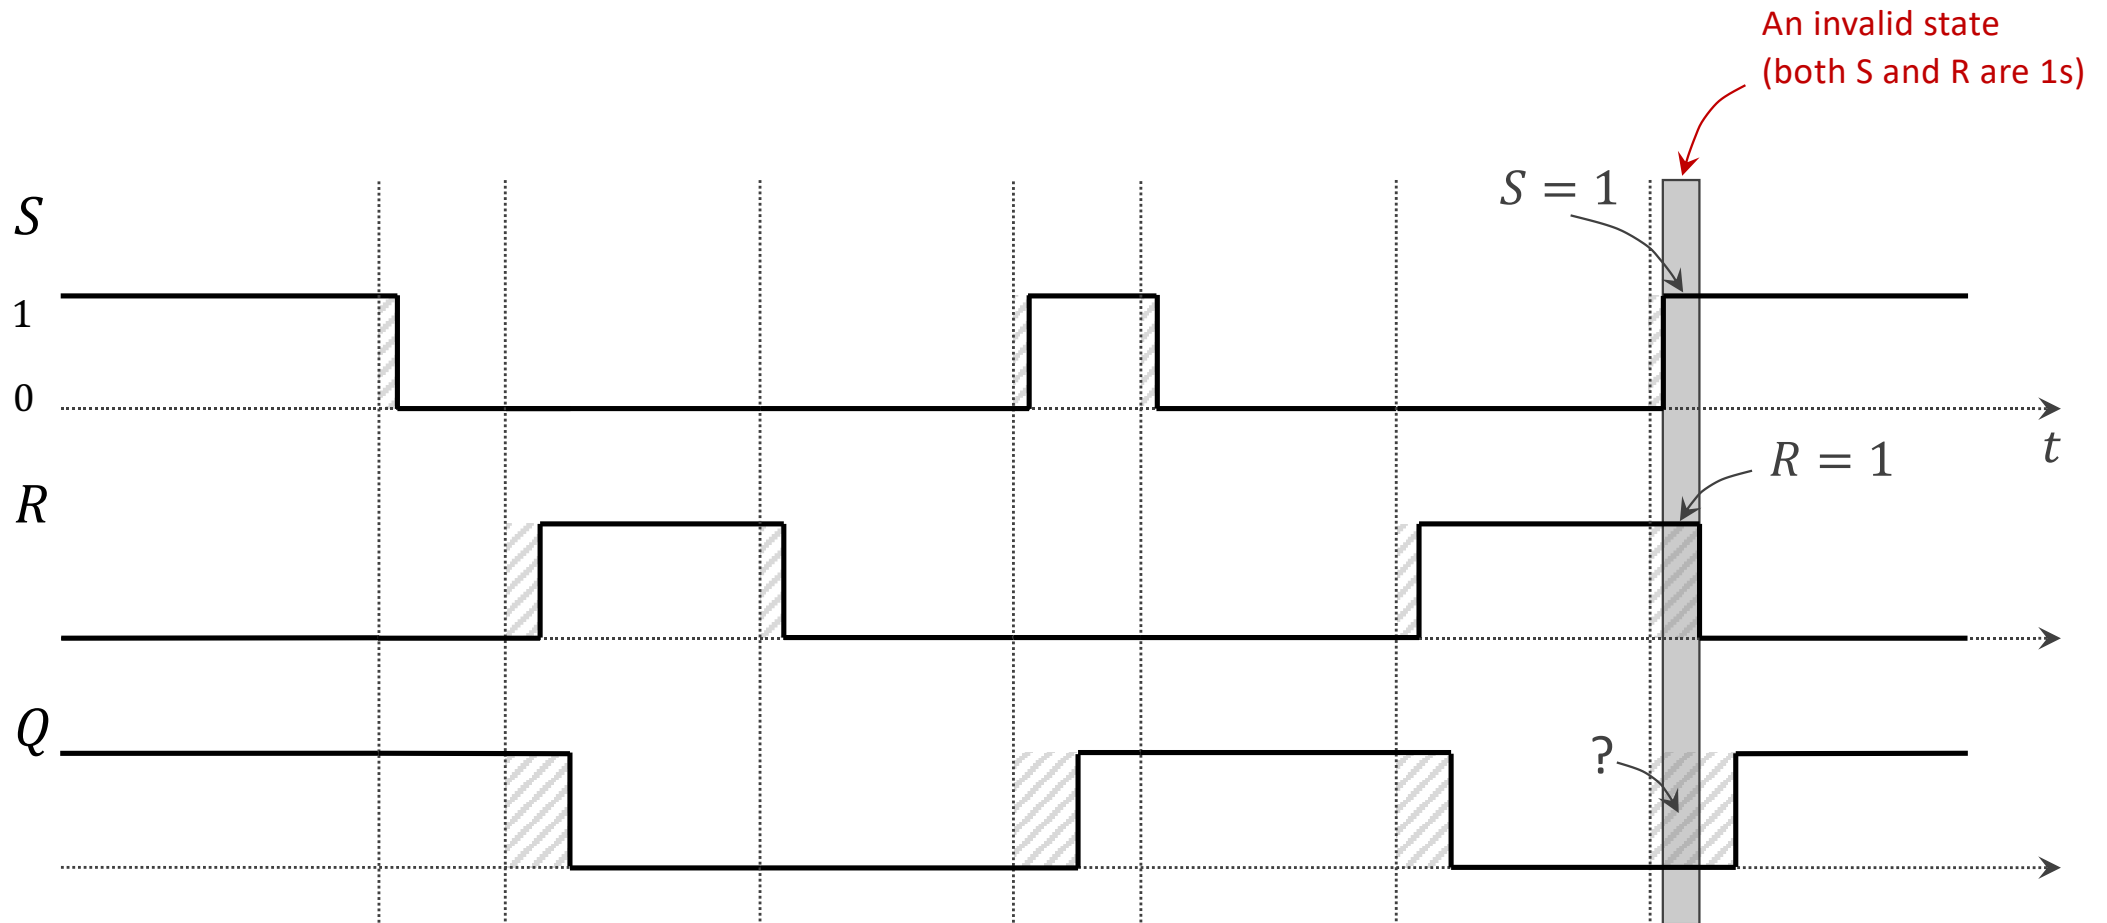 An invalid state
(both S and R are 1s)
S = 1
S
1
0
t
R = 1
R
Q
?